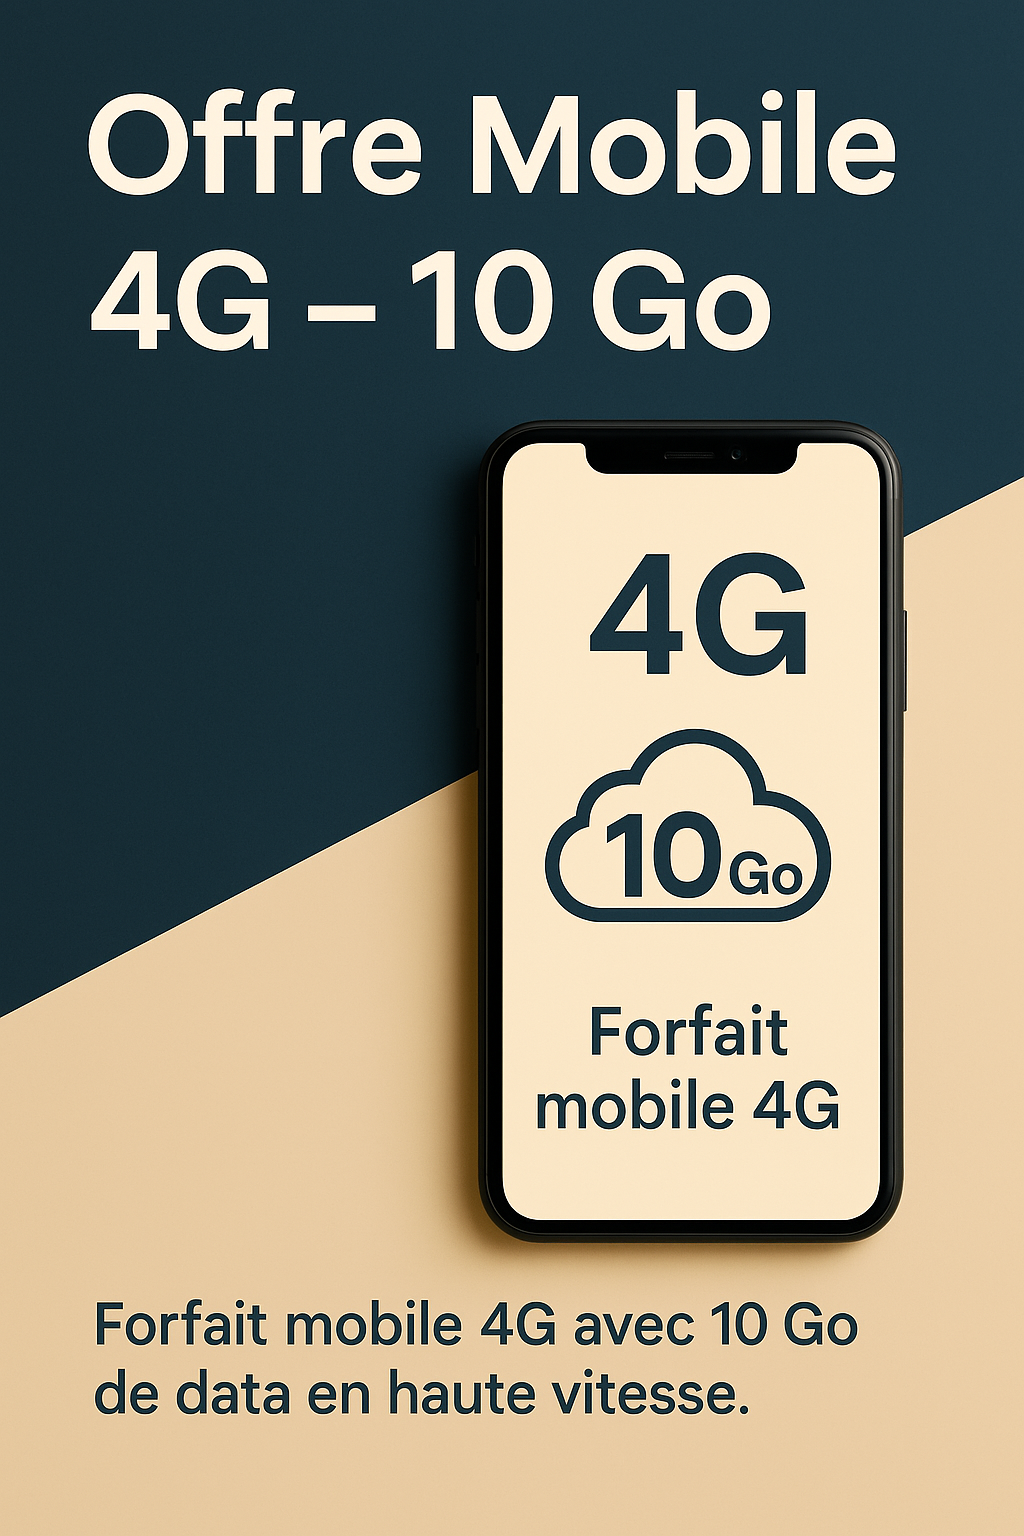 Offre Mobile
4G – 10 Go
4G
10 Go
Forfait
mobile 4G
Forfait mobile 4G avec 10 Go
de data en haute vitesse.